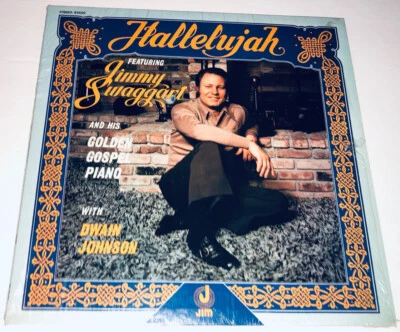 Hallelujah
FEATURING
Jimmy
Swaggart
AND HIS
GOLDEN
GOSPEL
PIANO
WITH
DWAIN
JOHNSON
J
JIM